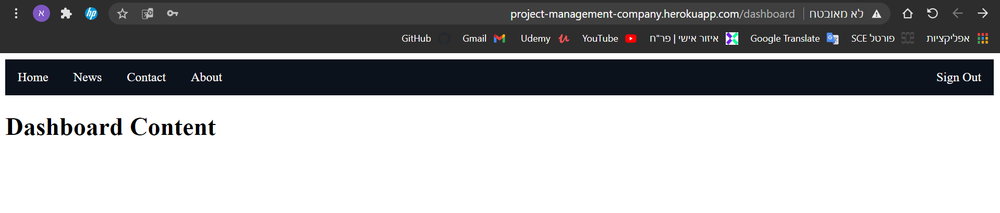 א project-management-company.herokuapp.com/dashboard לא מאובטח
אפליקציות SCE פורטל SCE Google Translate איזור אישי | פר"ח YouTube Udemy Gmail GitHub
Home News Contact About Sign Out
Dashboard Content